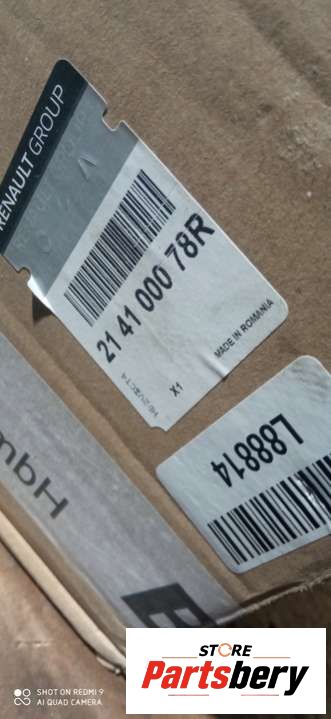 RENAULT GROUP
21 41 000 78R
X1
MADE IN ROMANIA
L88814
SHOT ON REDMI 9
AI QUAD CAMERA
STORE
Partsbery